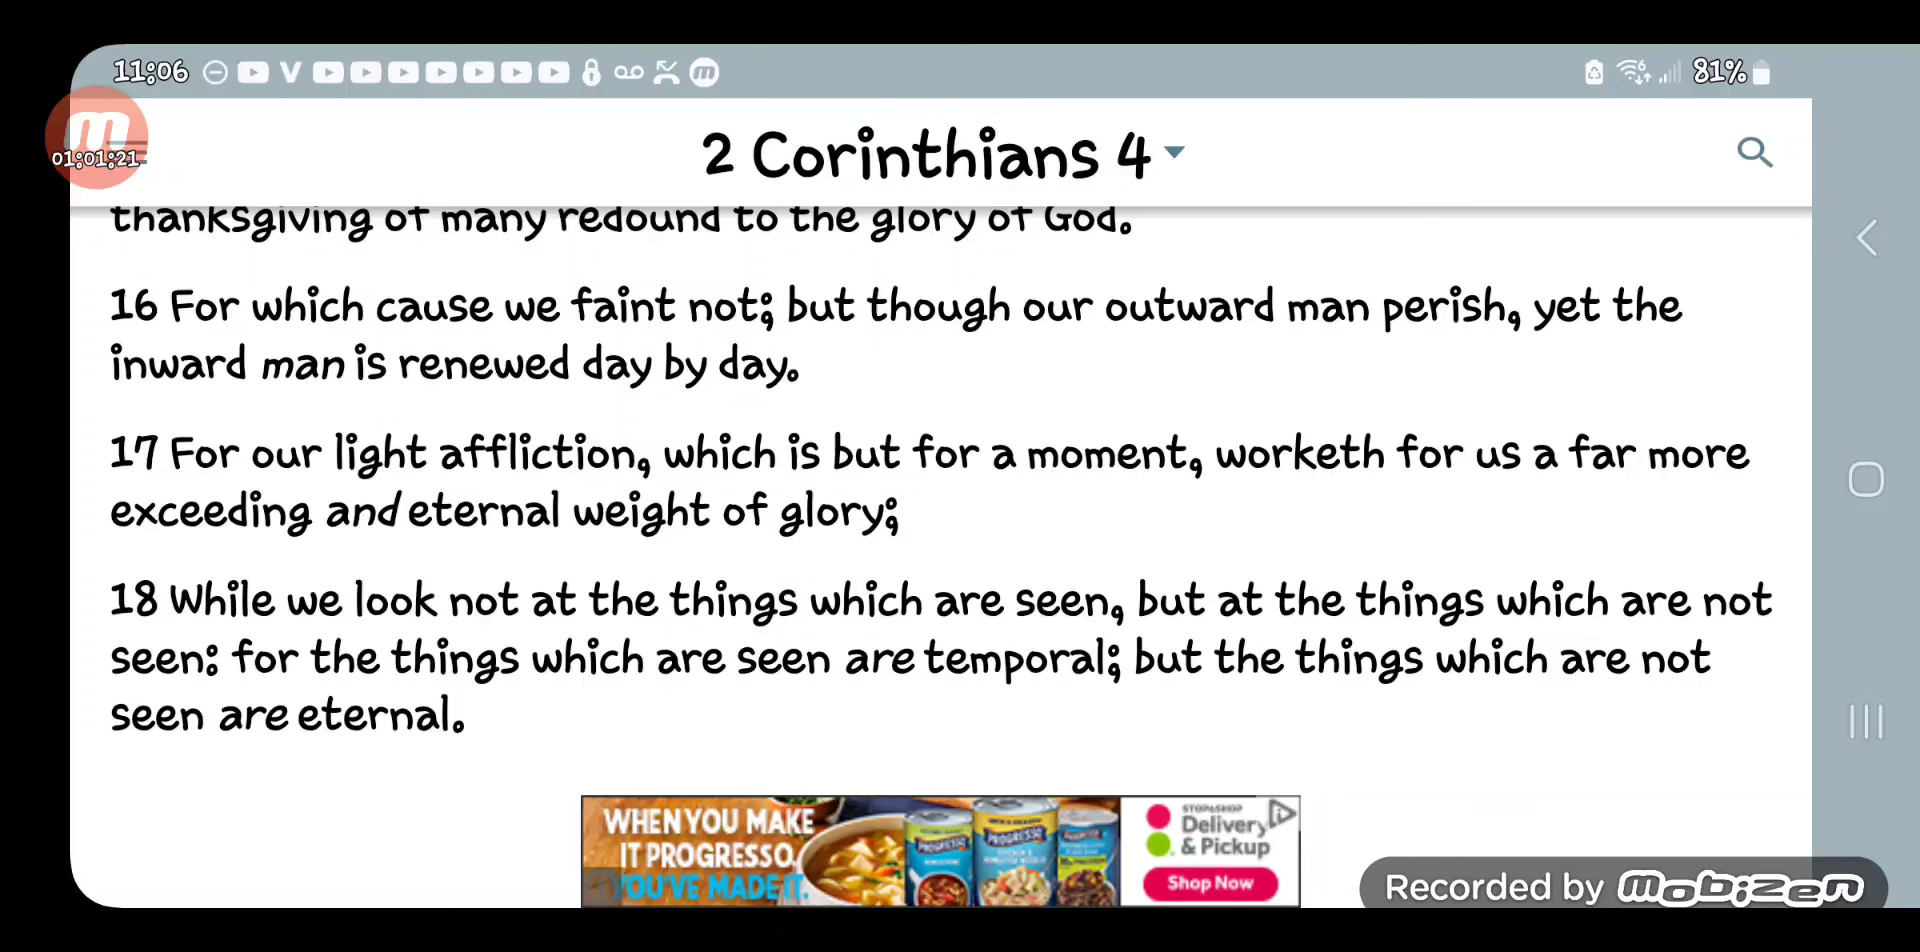 11:06
81%
m
01:01:21
2 Corinthians 4
thanksgiving of many redound to the glory of God.
16 For which cause we faint not; but though our outward man perish, yet the
inward man is renewed day by day.
17 For our light affliction, which is but for a moment, worketh for us a far more
exceeding and eternal weight of glory;
18 While we look not at the things which are seen, but at the things which are not
seen: for the things which are seen are temporal; but the things which are not
seen are eternal.
WHEN YOU MAKE
IT PROGRESSO,
YOU'VE MADE IT.
PROGRESSO
PROGRESSO
PROGRESSO
STOP&SHOP
Delivery
& Pickup
Shop Now
Recorded by mobizen